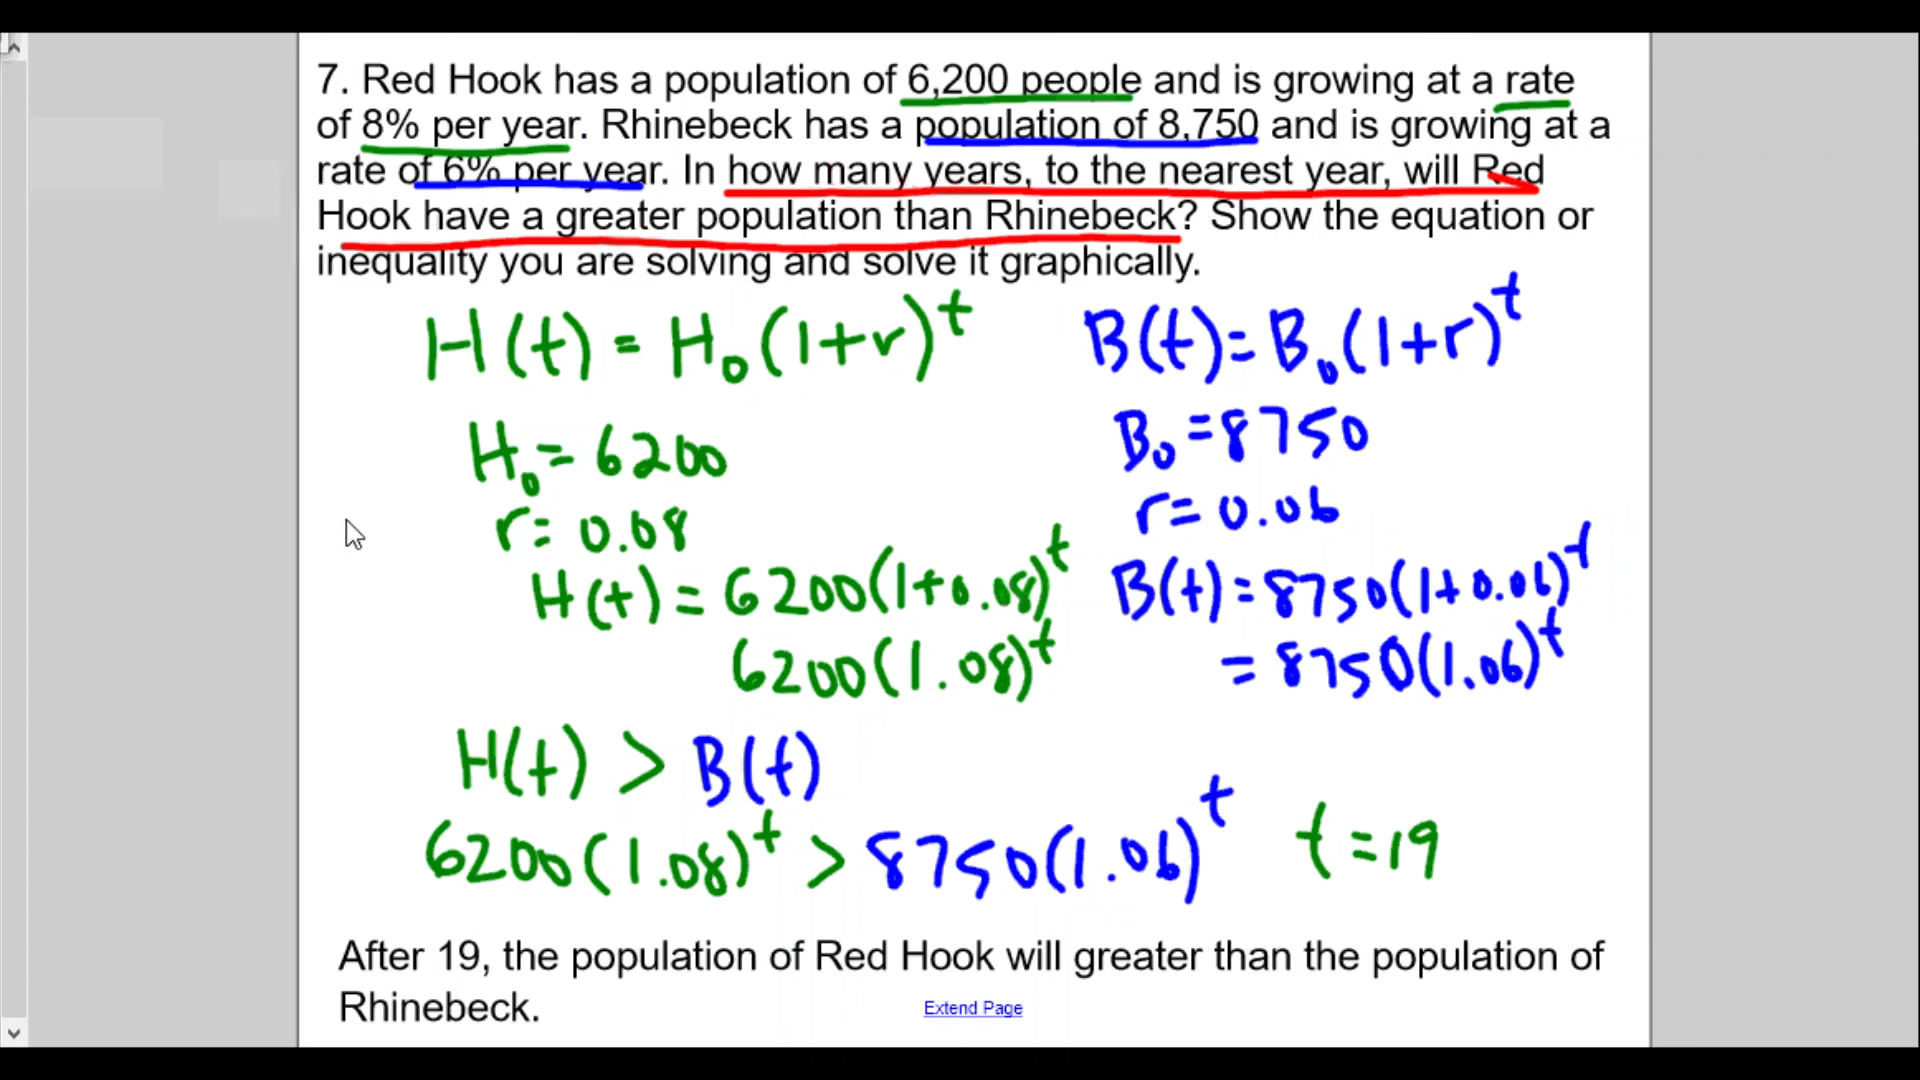 7. Red Hook has a population of 6,200 people and is growing at a rate
of 8% per year. Rhinebeck has a population of 8,750 and is growing at a
rate of 6% per year. In how many years, to the nearest year, will Red
Hook have a greater population than Rhinebeck? Show the equation or
inequality you are solving and solve it graphically.
H(t) = H₀(1+r)^t
B(t) = B₀(1+r)^t
H₀ = 6200
B₀ = 8750
r = 0.08
r = 0.06
H(t) = 6200(1+0.08)^t
B(t) = 8750(1+0.06)^t
6200(1.08)^t
= 8750(1.06)^t
H(t) > B(t)
6200(1.08)^t > 8750(1.06)^t
t = 19
After 19, the population of Red Hook will greater than the population of
Rhinebeck.
Extend Page